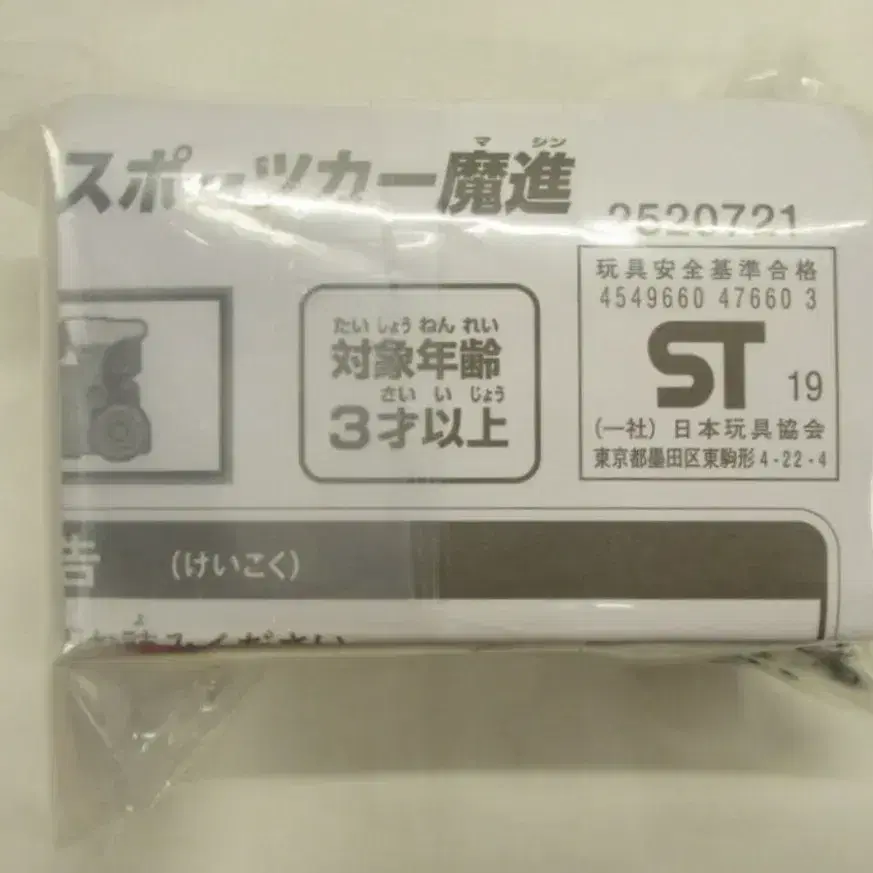 スポーツカー魔進
マシン
2520721
玩具安全基準合格
4549660 47660 3
ST 19
(一社) 日本玩具協会
東京都墨田区東駒形4-22-4
たいしょうねんれい
対象年齢
さいいじょう
3才以上
告 (けいこく)